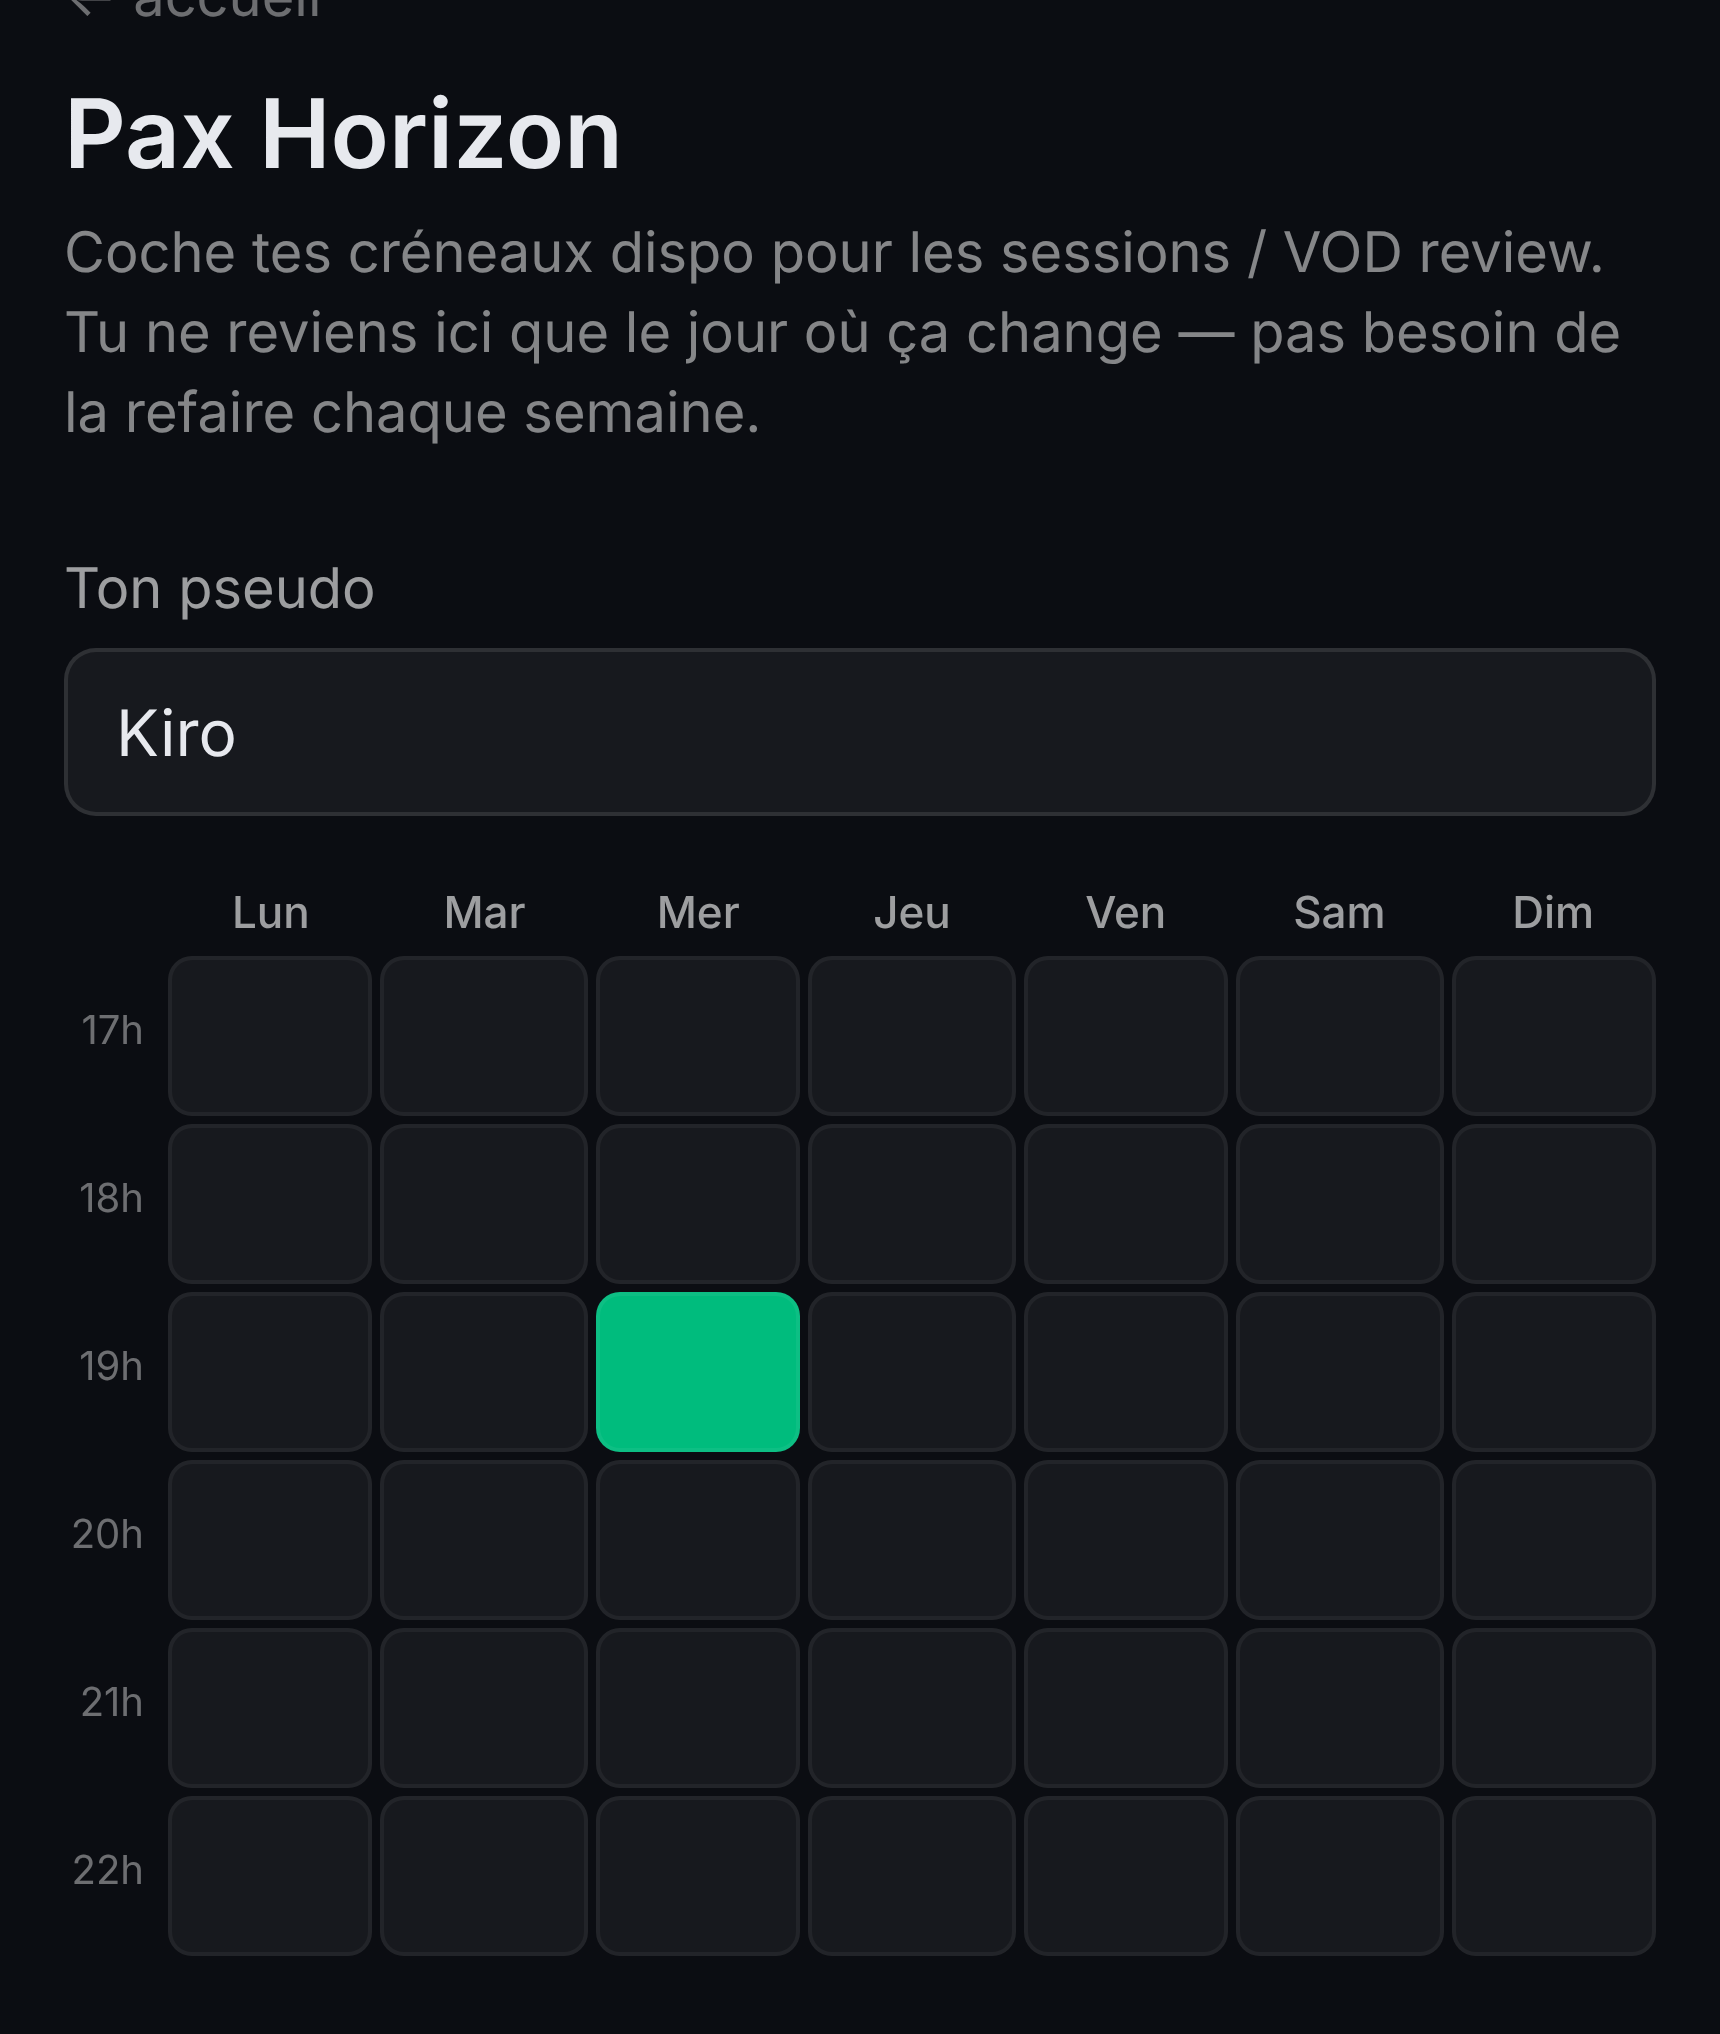 ← accueil
Pax Horizon
Coche tes créneaux dispo pour les sessions / VOD review.
Tu ne reviens ici que le jour où ça change — pas besoin de
la refaire chaque semaine.
Ton pseudo
Kiro
Lun Mar Mer Jeu Ven Sam Dim
17h
18h
19h
20h
21h
22h